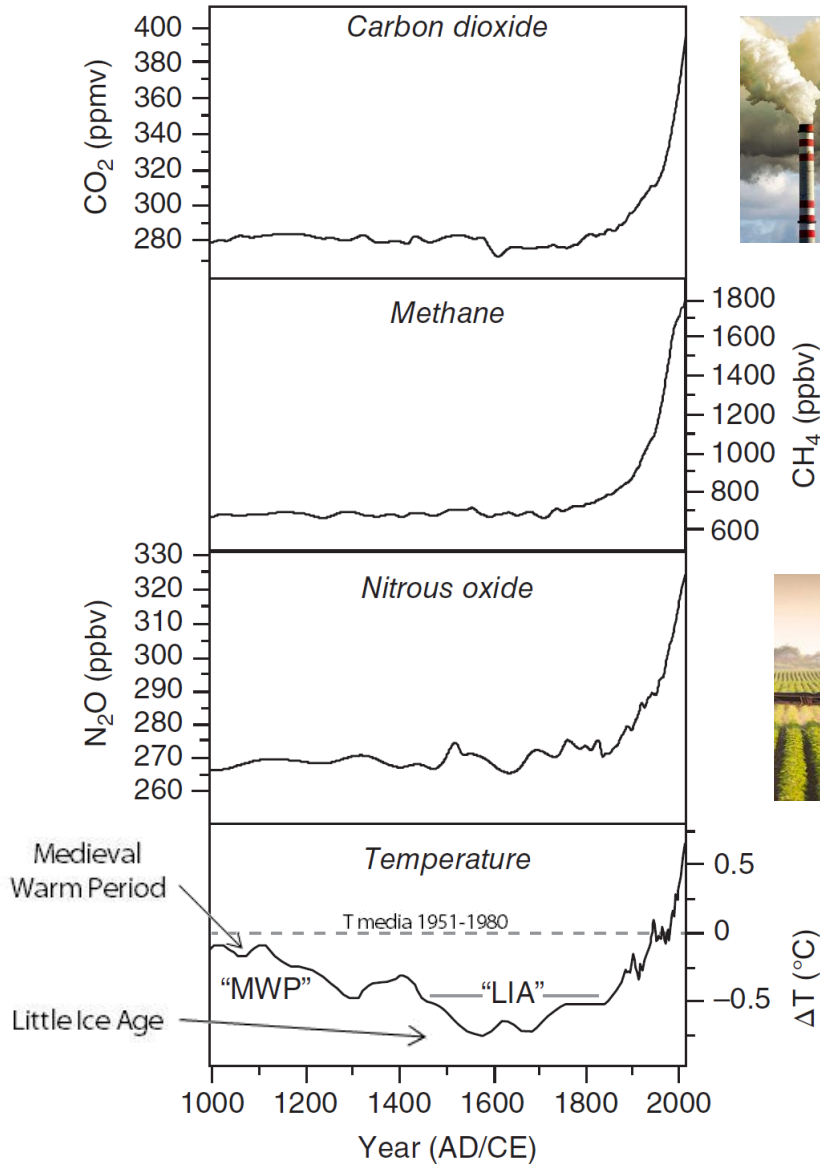 Carbon dioxide
400
380
360
340
320
300
280
CO₂ (ppmv)
Methane
1800
1600
1400
1200
1000
800
600
CH₄ (ppbv)
Nitrous oxide
330
320
310
300
290
280
270
260
N₂O (ppbv)
Temperature
Medieval
Warm Period
T media 1951-1980
"MWP"
"LIA"
Little Ice Age
0.5
0
–0.5
ΔT (°C)
1000 1200 1400 1600 1800 2000
Year (AD/CE)